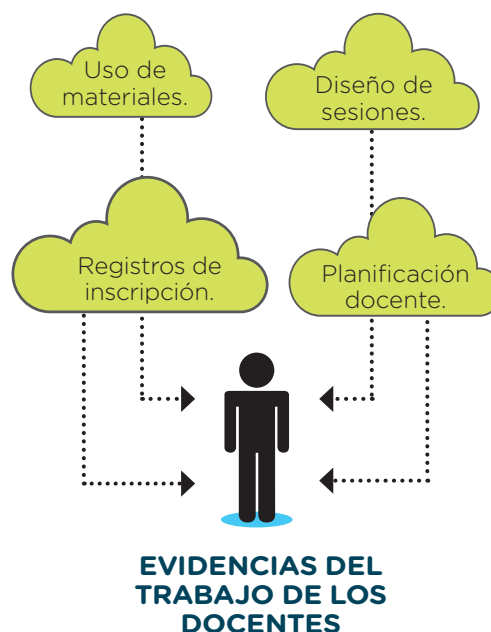 Uso de
materiales.
Diseño de
sesiones.
Registros de
inscripción.
Planificación
docente.
EVIDENCIAS DEL
TRABAJO DE LOS
DOCENTES